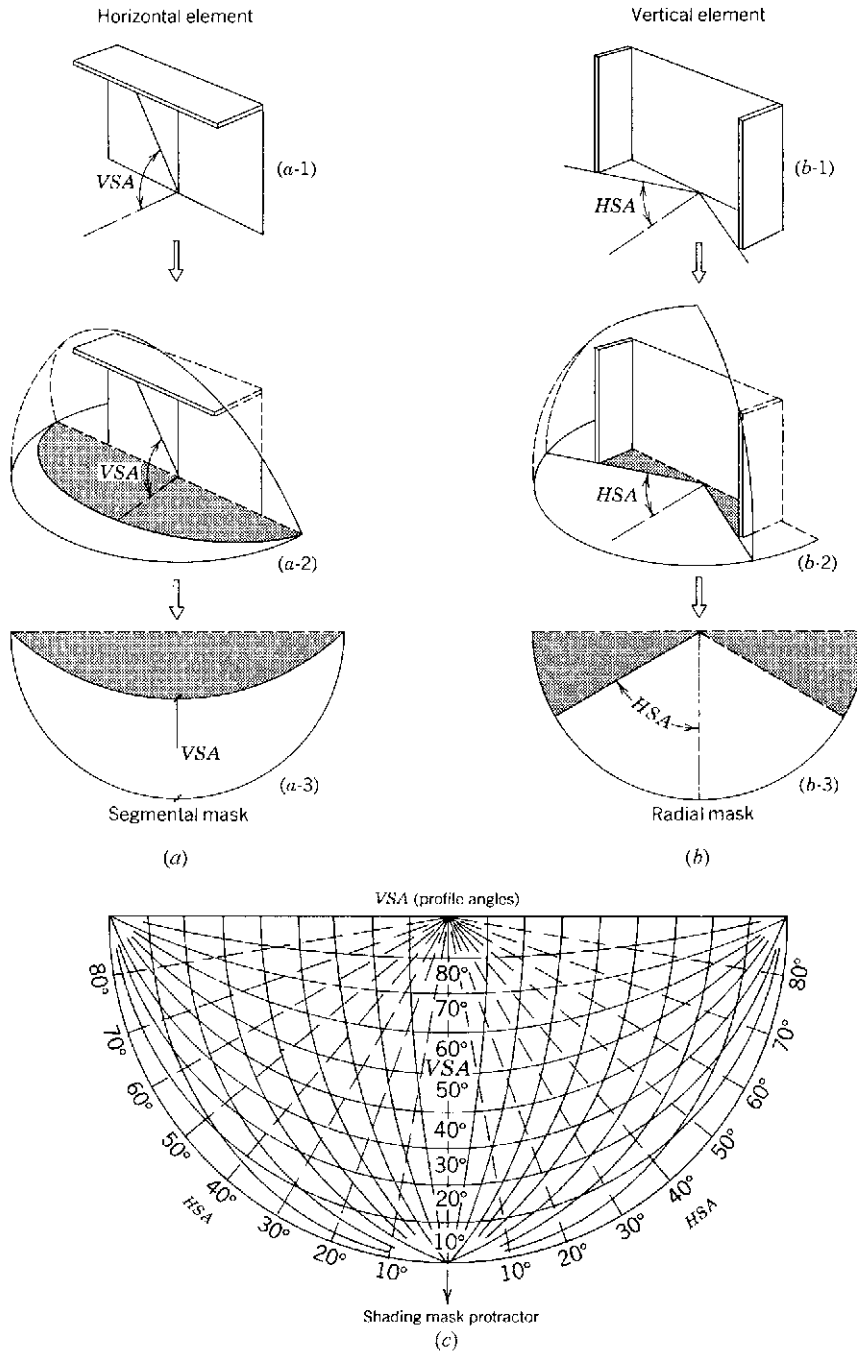 Horizontal element
Vertical element
VSA
(a-1)
HSA
(b-1)
VSA
(a-2)
HSA
(b-2)
VSA
(a-3)
Segmental mask
(a)
HSA
(b-3)
Radial mask
(b)
VSA (profile angles)
80°
70°
60°
VSA
50°
40°
30°
20°
10°
80°
70°
60°
50°
40°
30°
20°
10°
HSA
10°
20°
30°
40°
50°
60°
70°
80°
HSA
Shading mask protractor
(c)